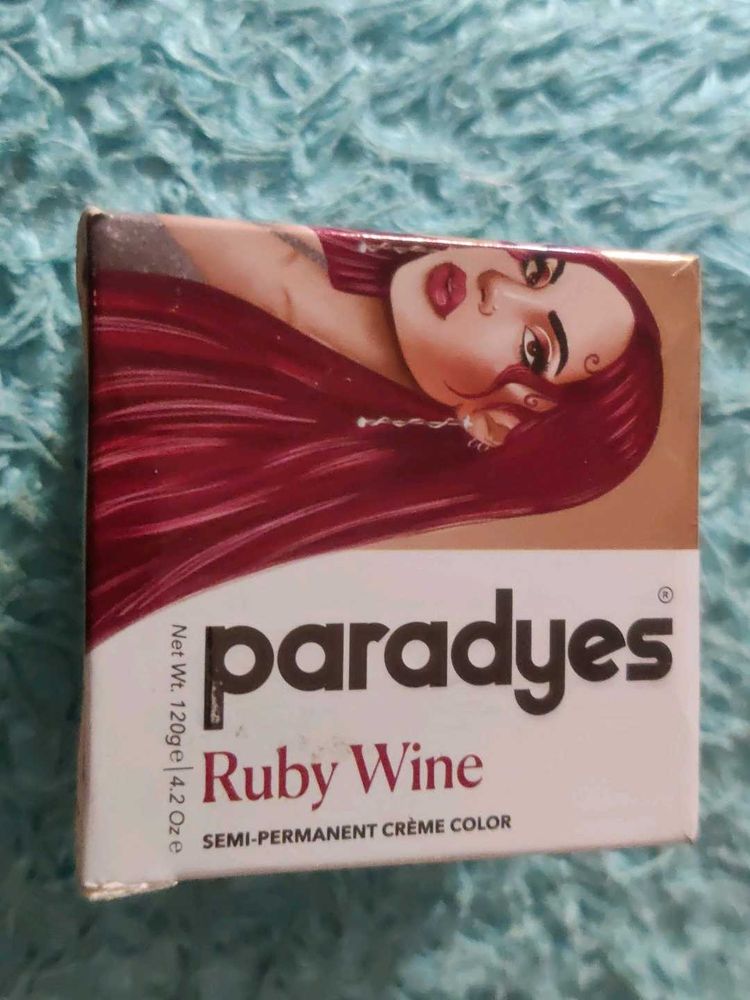 paradyes®
Ruby Wine
SEMI-PERMANENT CRÈME COLOR
Net Wt. 120g e | 4.2 Oz e